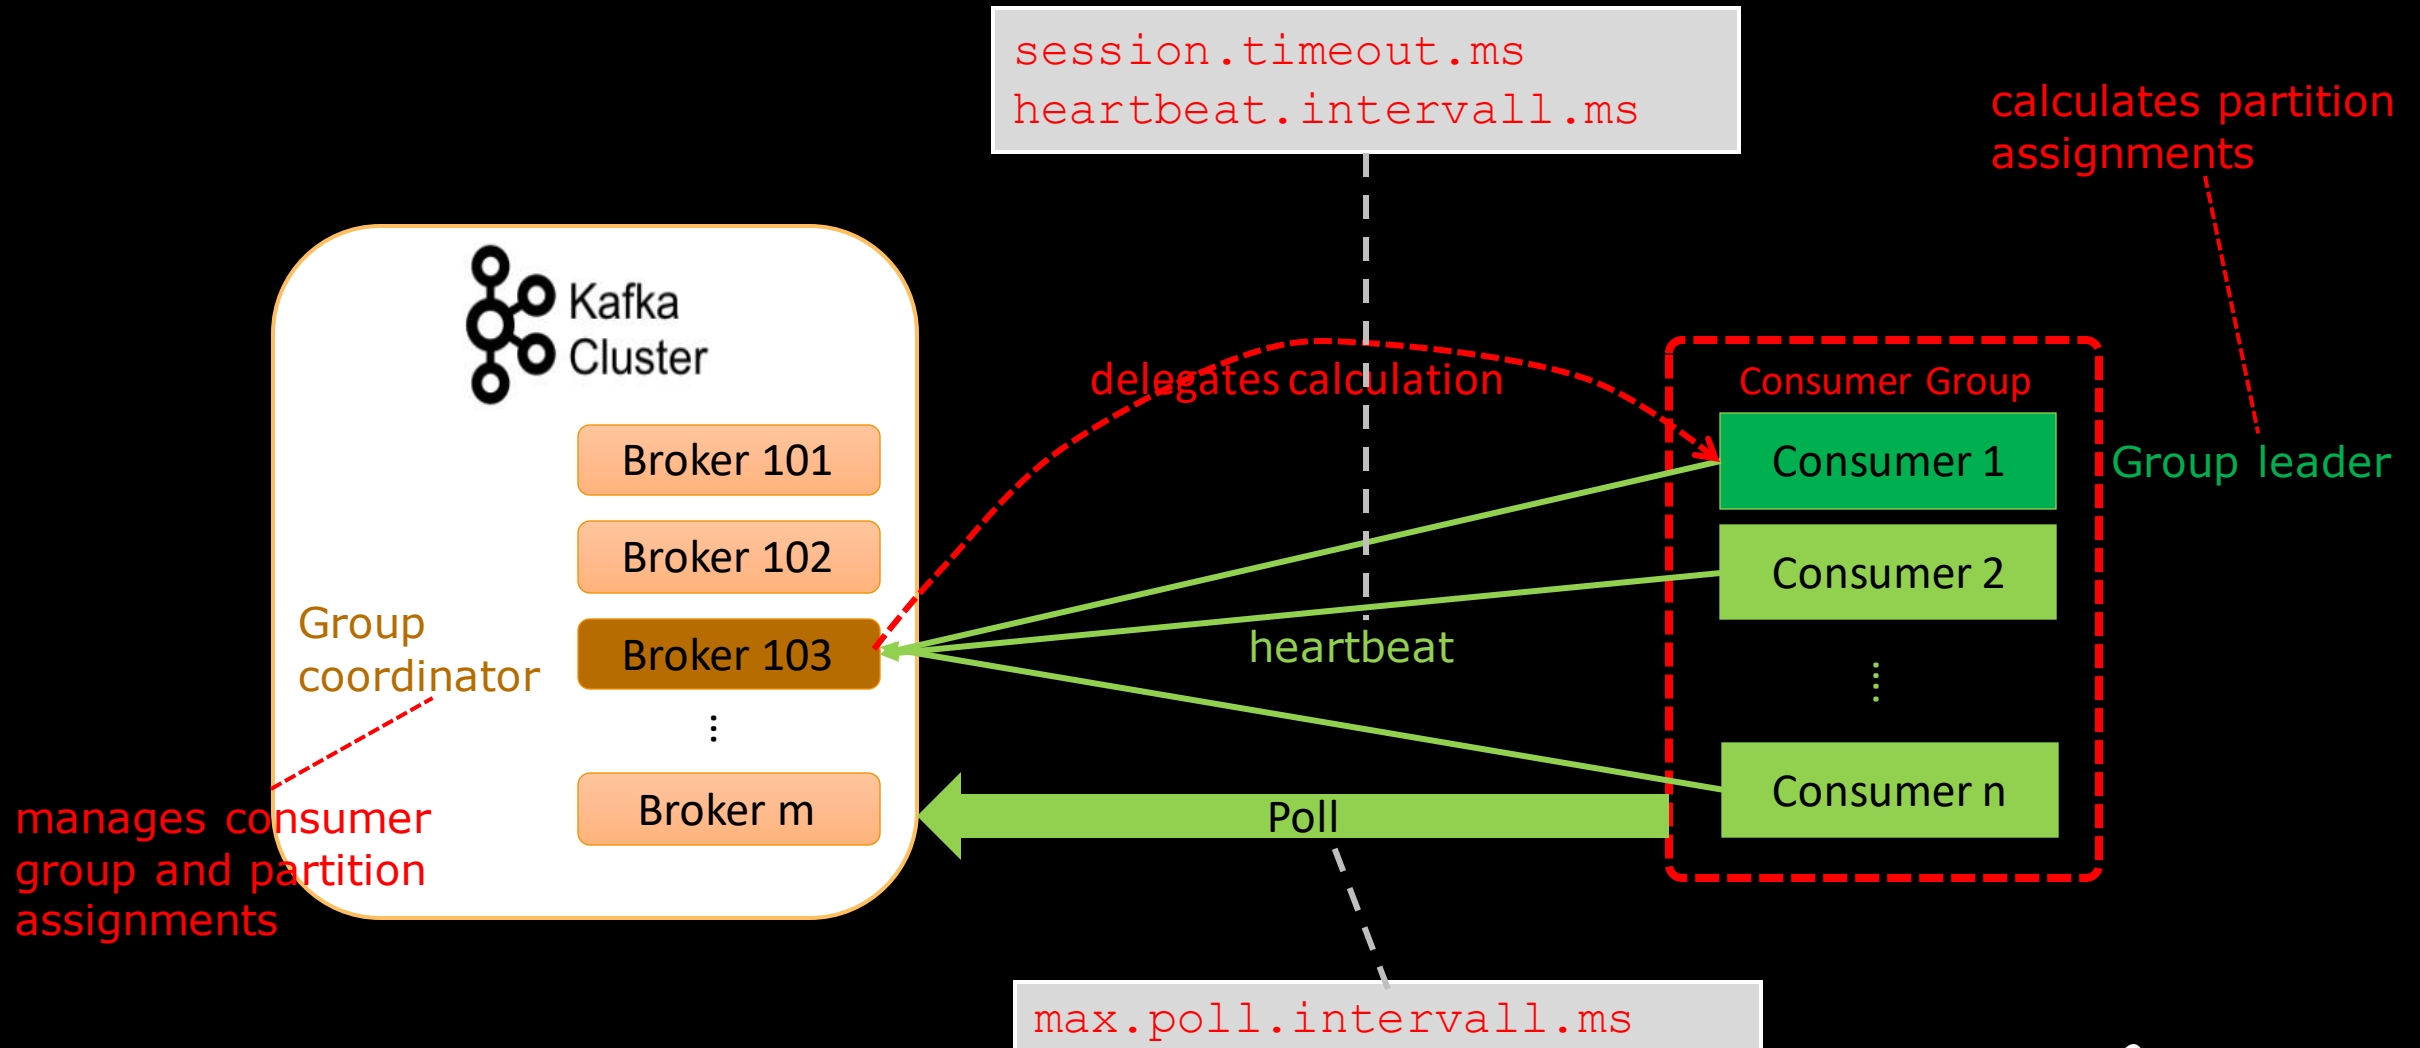 session.timeout.ms
heartbeat.intervall.ms
calculates partition
assignments
Kafka
Cluster
delegates calculation
Consumer Group
Broker 101
Consumer 1
Group leader
Broker 102
Consumer 2
Group
coordinator
Broker 103
heartbeat
...
....
Broker m
Poll
Consumer n
manages consumer
group and partition
assignments
max.poll.intervall.ms